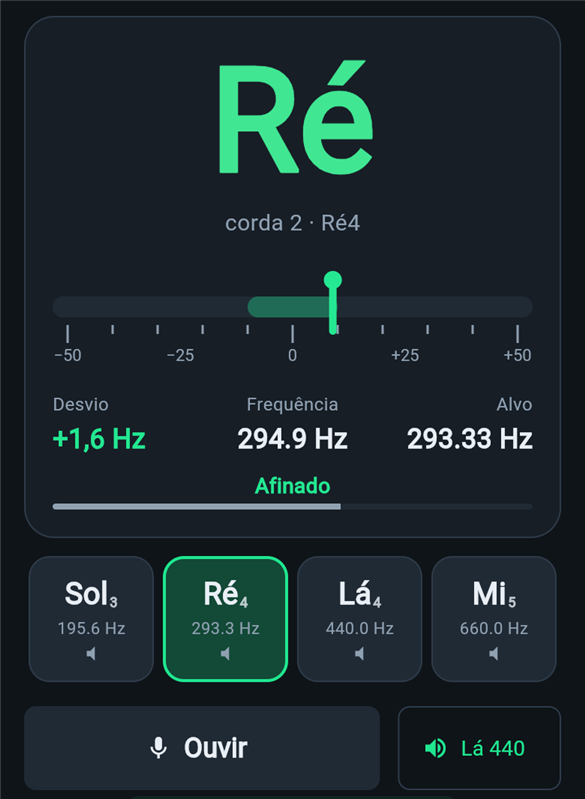 Ré
corda 2 · Ré4
−50 −25 0 +25 +50
Desvio Frequência Alvo
+1,6 Hz 294.9 Hz 293.33 Hz
Afinado
Sol3 Ré4 Lá4 Mi5
195.6 Hz 293.3 Hz 440.0 Hz 660.0 Hz
Ouvir Lá 440